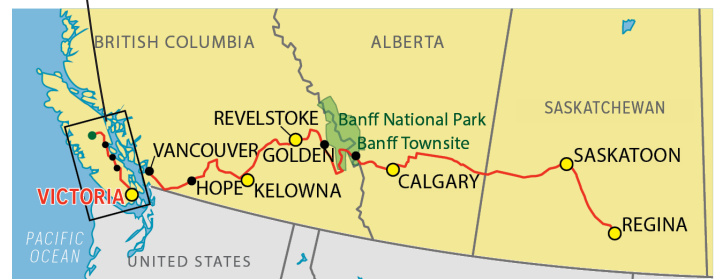 BRITISH COLUMBIA
ALBERTA
SASKATCHEWAN
REVELSTOKE
Banff National Park
Banff Townsite
VANCOUVER
GOLDEN
SASKATOON
HOPE
KELOWNA
CALGARY
VICTORIA
REGINA
PACIFIC
OCEAN
UNITED STATES